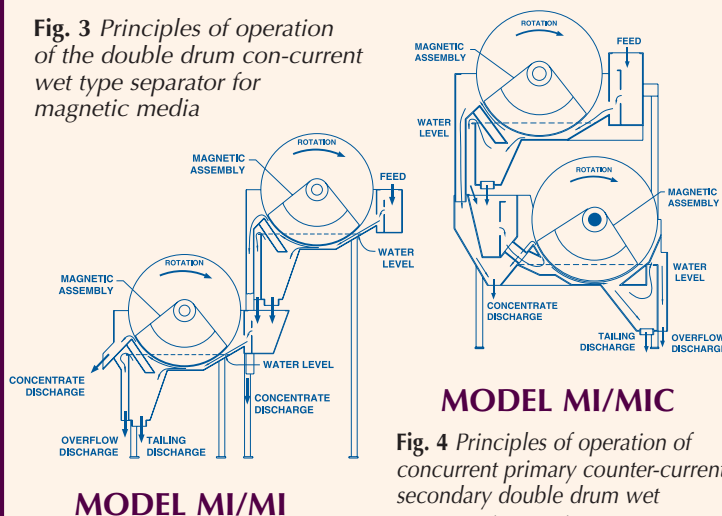 Fig. 3 Principles of operation
of the double drum con-current
wet type separator for
magnetic media
MAGNETIC
ASSEMBLY
ROTATION
FEED
WATER
LEVEL
MAGNETIC
ASSEMBLY
ROTATION
WATER LEVEL
CONCENTRATE
DISCHARGE
CONCENTRATE
DISCHARGE
OVERFLOW
DISCHARGE
TAILING
DISCHARGE
MODEL MI/MI
ROTATION
MAGNETIC
ASSEMBLY
FEED
WATER
LEVEL
ROTATION
MAGNETIC
ASSEMBLY
WATER
LEVEL
CONCENTRATE
DISCHARGE
TAILING
DISCHARGE
OVERFLOW
DISCHARGE
MODEL MI/MIC
Fig. 4 Principles of operation of
concurrent primary counter-current
secondary double drum wet